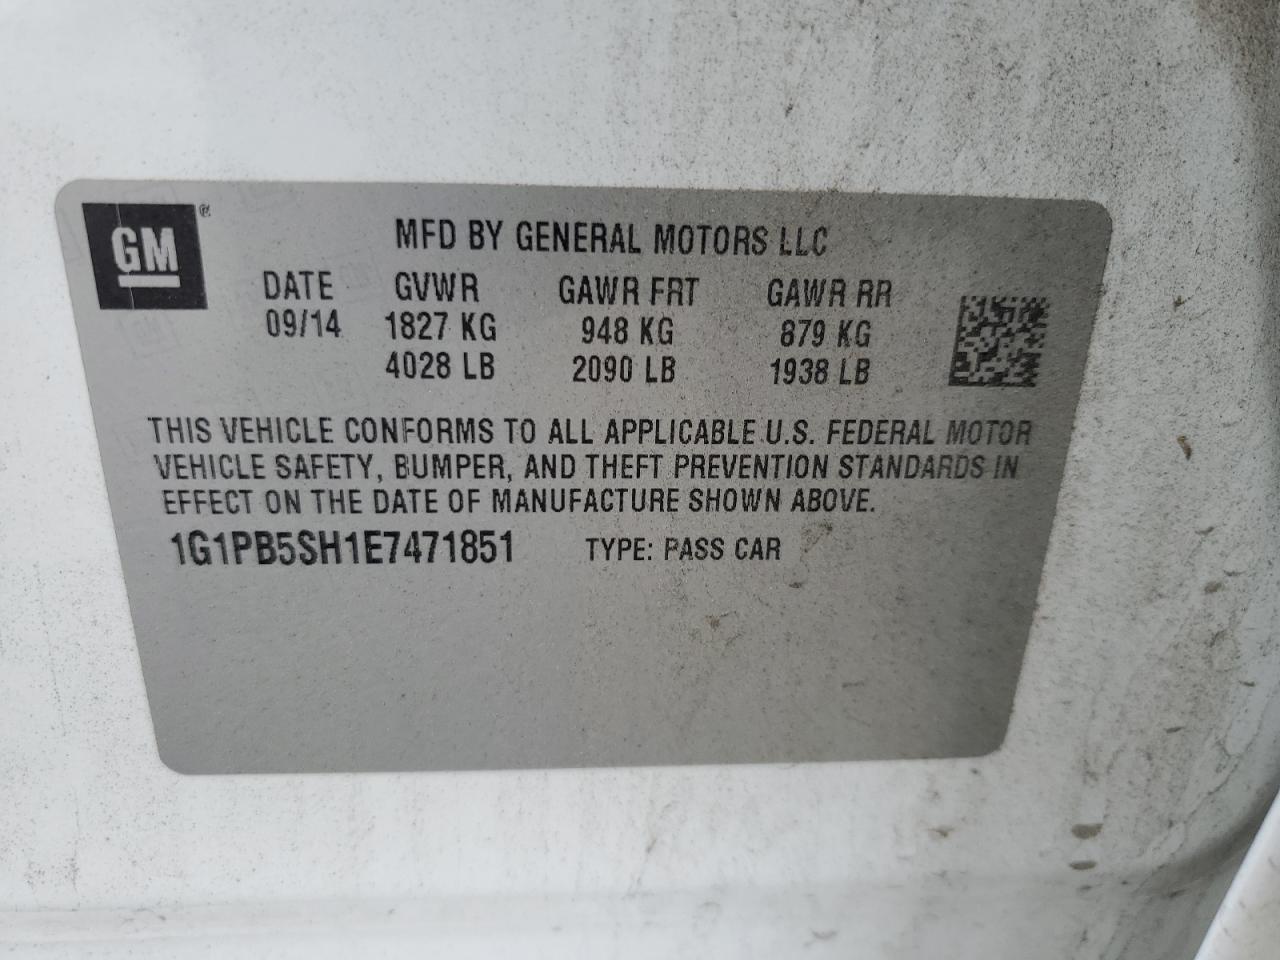 GM®
MFD BY GENERAL MOTORS LLC
DATE GVWR GAWR FRT GAWR RR
09/14 1827 KG 948 KG 879 KG
4028 LB 2090 LB 1938 LB
THIS VEHICLE CONFORMS TO ALL APPLICABLE U.S. FEDERAL MOTOR
VEHICLE SAFETY, BUMPER, AND THEFT PREVENTION STANDARDS IN
EFFECT ON THE DATE OF MANUFACTURE SHOWN ABOVE.
1G1PB5SH1E7471851 TYPE: PASS CAR